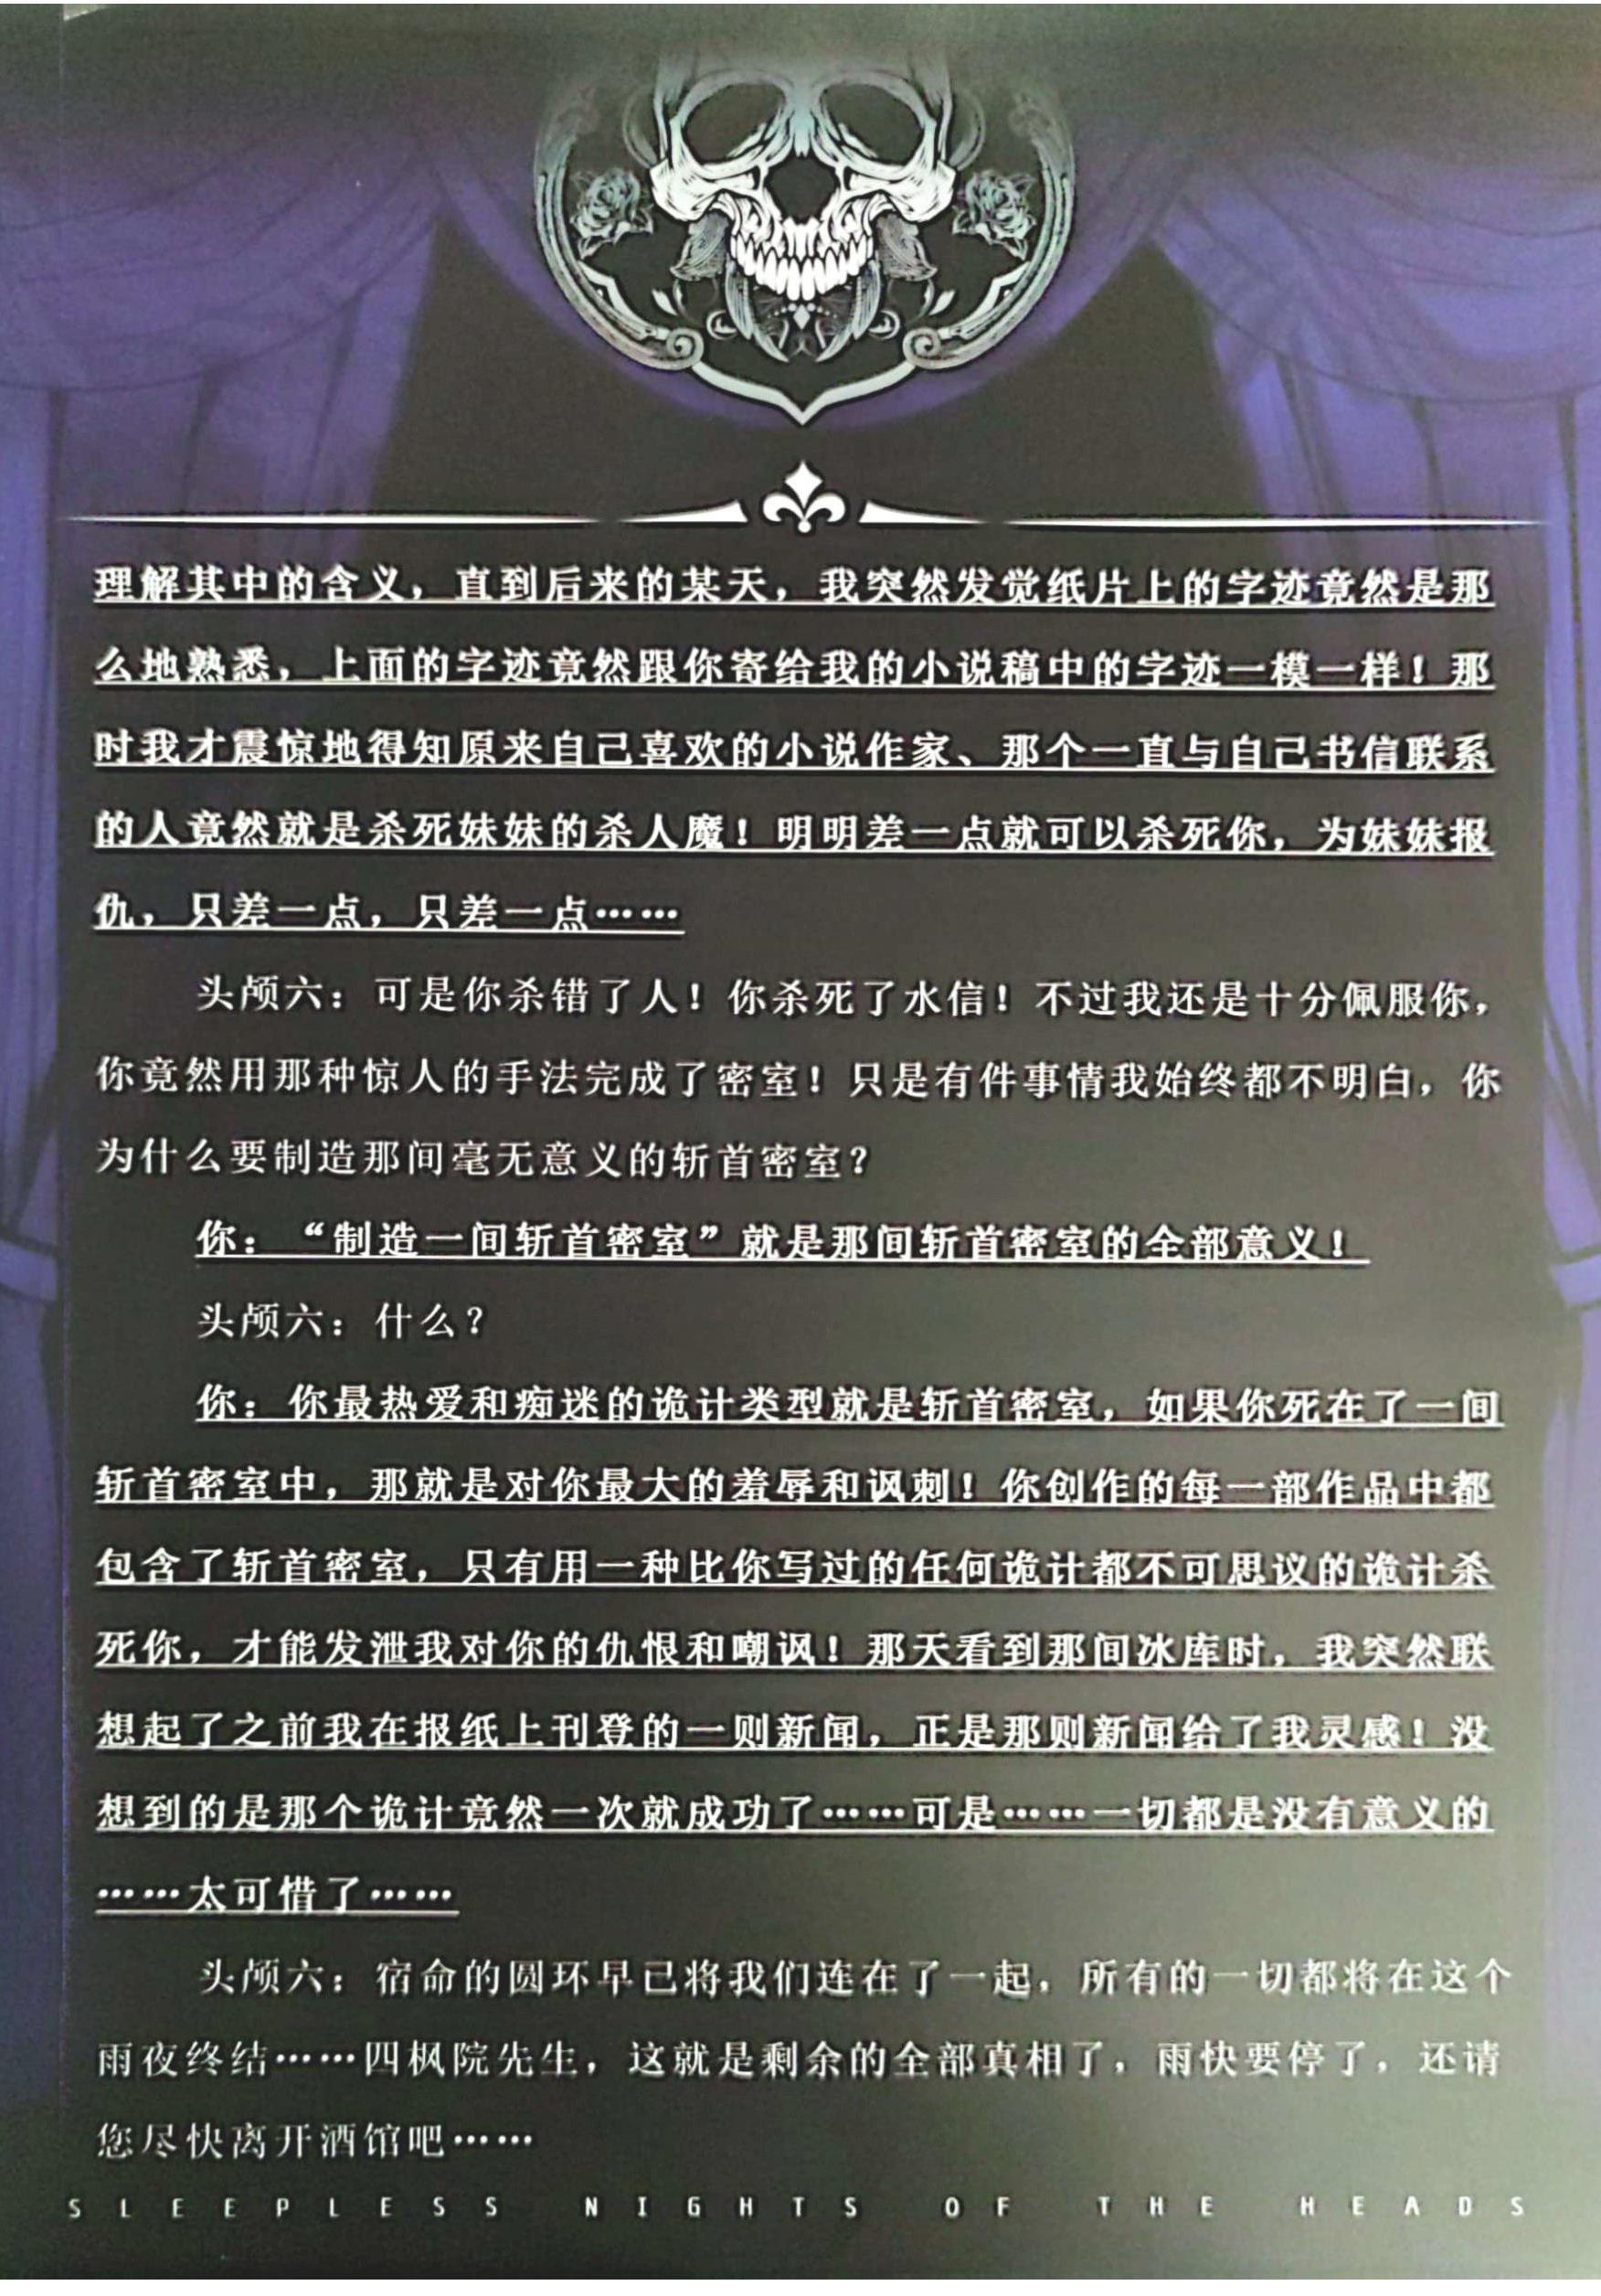 理解其中的含义，直到后来的某天，我突然发觉纸片上的字迹竟然是那
么地熟悉，上面的字迹竟然跟你寄给我的小说稿中的字迹一模一样！那
时我才震惊地得知原来自己喜欢的小说作家、那个一直与自己书信联系
的人竟然就是杀死妹妹的杀人魔！明明差一点就可以杀死你，为妹妹报
仇，只差一点，只差一点……
头颅六：可是你杀错了人！你杀死了水信！不过我还是十分佩服你，
你竟然用那种惊人的手法完成了密室！只是有件事情我始终都不明白，你
为什么要制造那间毫无意义的斩首密室？
你：“制造一间斩首密室”就是那间斩首密室的全部意义！
头颅六：什么？
你：你最热爱和痴迷的诡计类型就是斩首密室，如果你死在了一间
斩首密室中，那就是对你最大的羞辱和讽刺！你创作的每一部作品中都
包含了斩首密室，只有用一种比你写过的任何诡计都不可思议的诡计杀
死你，才能发泄我对你的仇恨和嘲讽！那天看到那间冰库时，我突然联
想起了之前我在报纸上刊登的一则新闻，正是那则新闻给了我灵感！没
想到的是那个诡计竟然一次就成功了……可是……一切都是没有意义的
……太可惜了……
头颅六：宿命的圆环早已将我们连在了一起，所有的一切都将在这个
雨夜终结……四枫院先生，这就是剩余的全部真相了，雨快要停了，还请
您尽快离开酒馆吧……
SLEEPLESS NIGHTS OF THE HEADS